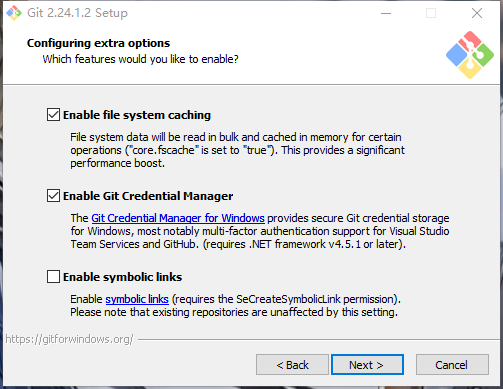 Git 2.24.1.2 Setup
Configuring extra options
Which features would you like to enable?
Enable file system caching
File system data will be read in bulk and cached in memory for certain
operations ("core.fscache" is set to "true"). This provides a significant
performance boost.
Enable Git Credential Manager
The Git Credential Manager for Windows provides secure Git credential storage
for Windows, most notably multi-factor authentication support for Visual Studio
Team Services and GitHub. (requires .NET framework v4.5.1 or later).
Enable symbolic links
Enable symbolic links (requires the SeCreateSymbolicLink permission).
Please note that existing repositories are unaffected by this setting.
https://gitforwindows.org/
< Back Next > Cancel